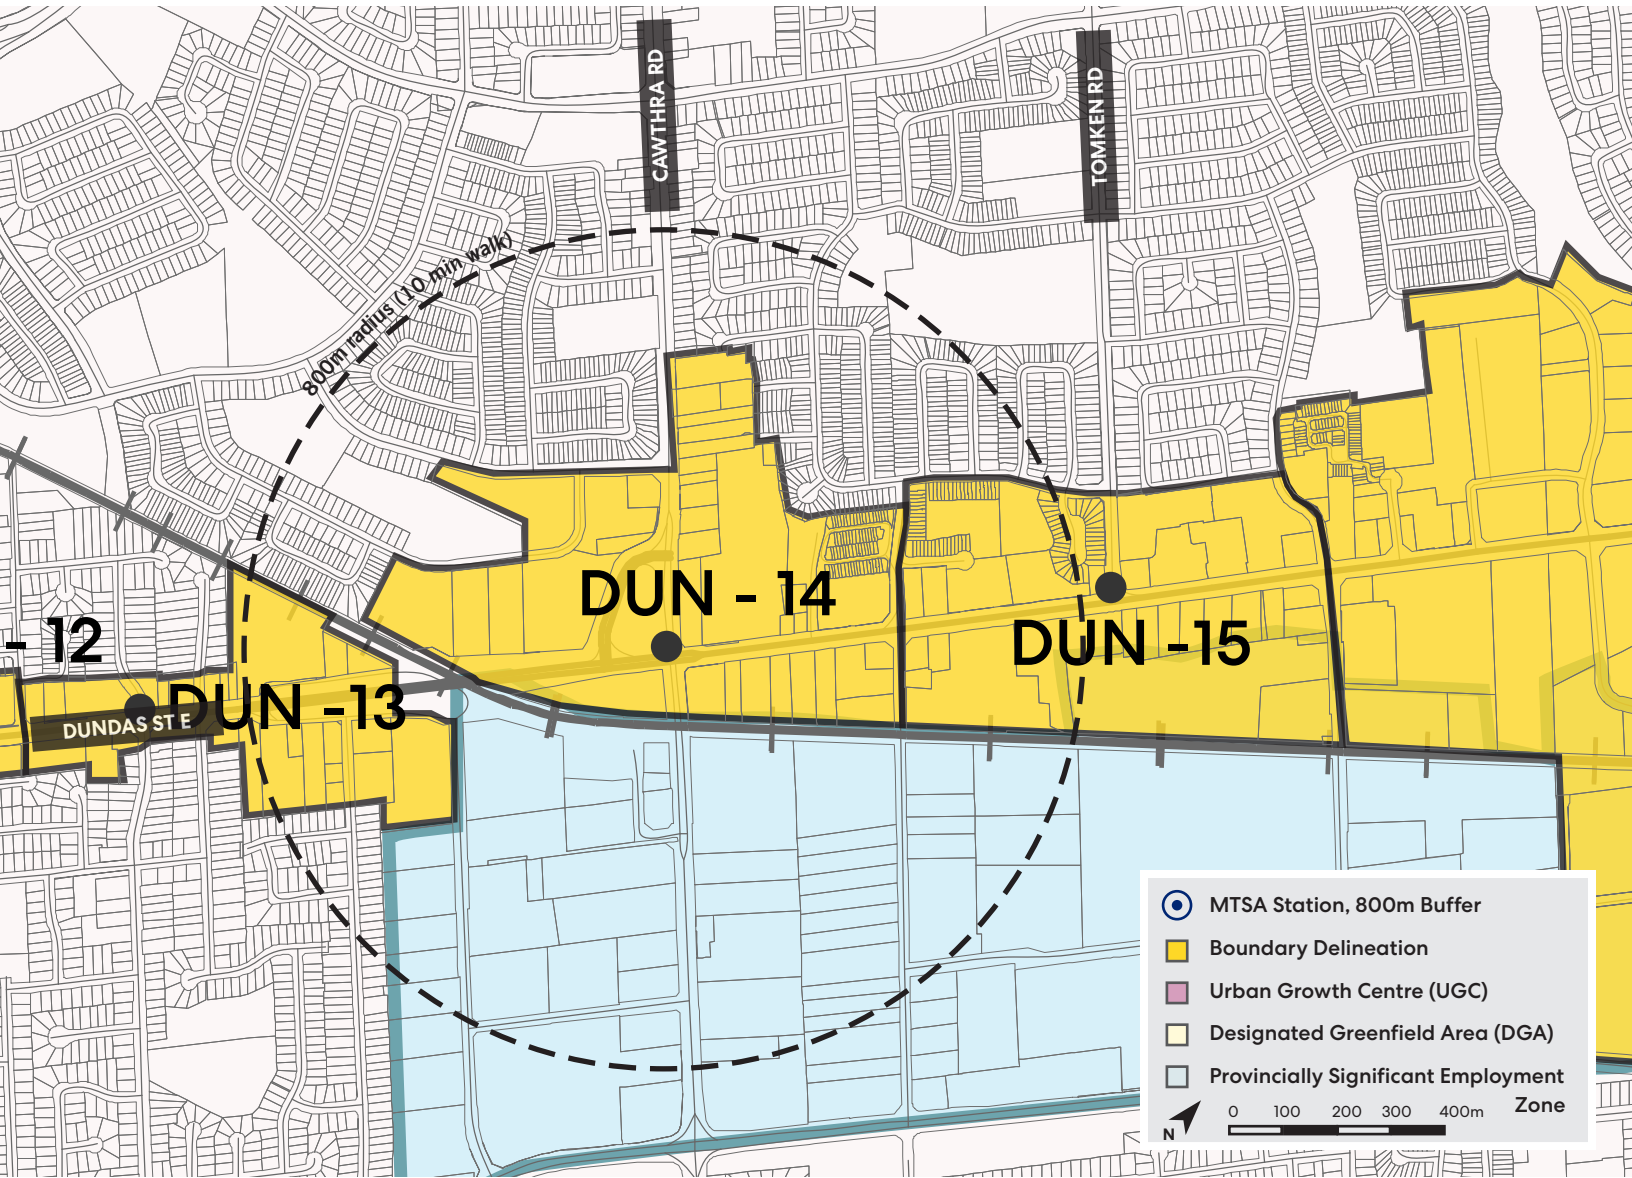 CAWTHRA RD
TOMKEN RD
800m radius (10 min walk)
DUN - 14
- 12
DUN -15
DUN -13
DUNDAS ST E
MTSA Station, 800m Buffer
Boundary Delineation
Urban Growth Centre (UGC)
Designated Greenfield Area (DGA)
Provincially Significant Employment
Zone
0 100 200 300 400m
N